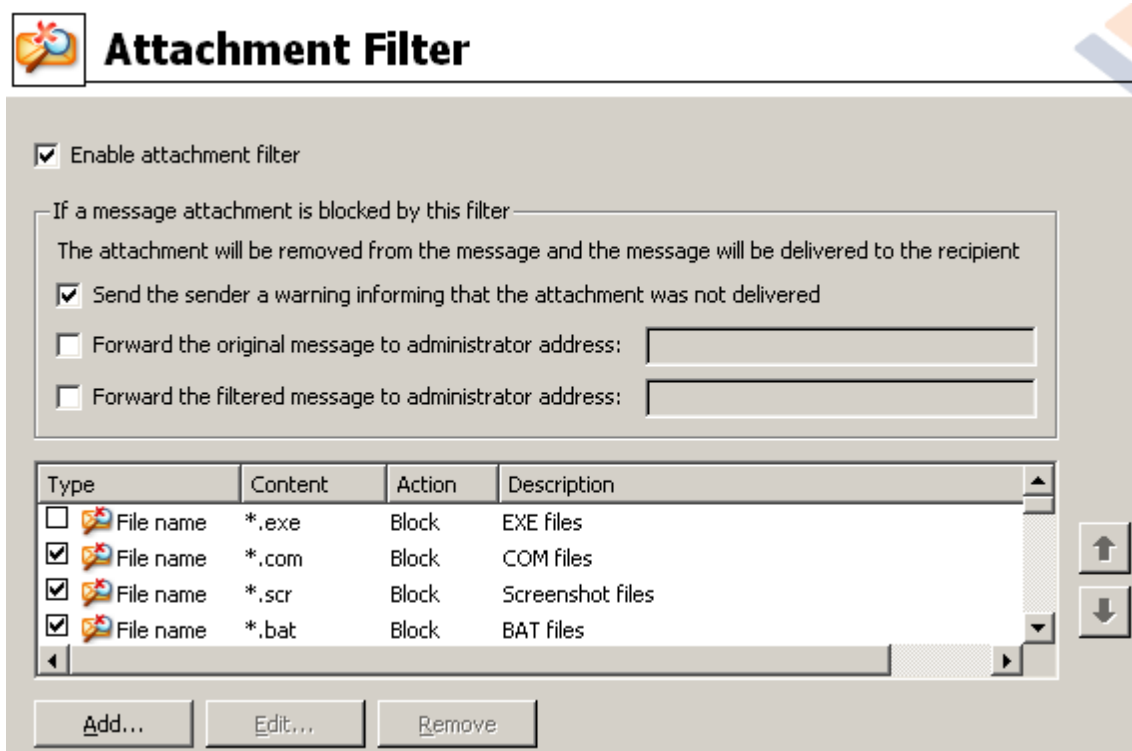 Attachment Filter
Enable attachment filter
If a message attachment is blocked by this filter
The attachment will be removed from the message and the message will be delivered to the recipient
Send the sender a warning informing that the attachment was not delivered
Forward the original message to administrator address:
Forward the filtered message to administrator address:
Type Content Action Description
File name *.exe Block EXE files
File name *.com Block COM files
File name *.scr Block Screenshot files
File name *.bat Block BAT files
Add... Edit... Remove